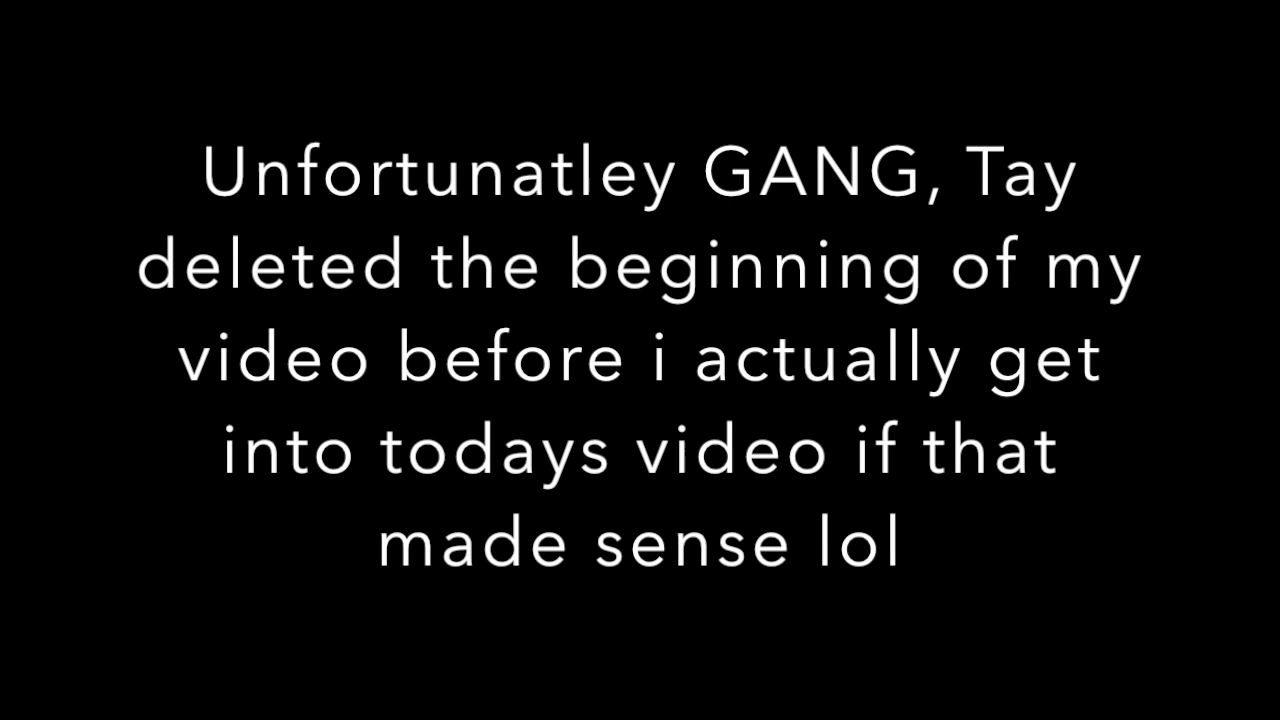 Unfortunatley GANG, Tay
deleted the beginning of my
video before i actually get
into todays video if that
made sense lol